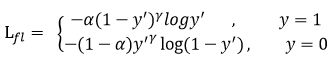 L_fl = { −α(1 − y′)^γ log y′ , y = 1
−(1 − α)y′^γ log(1 − y′) , y = 0